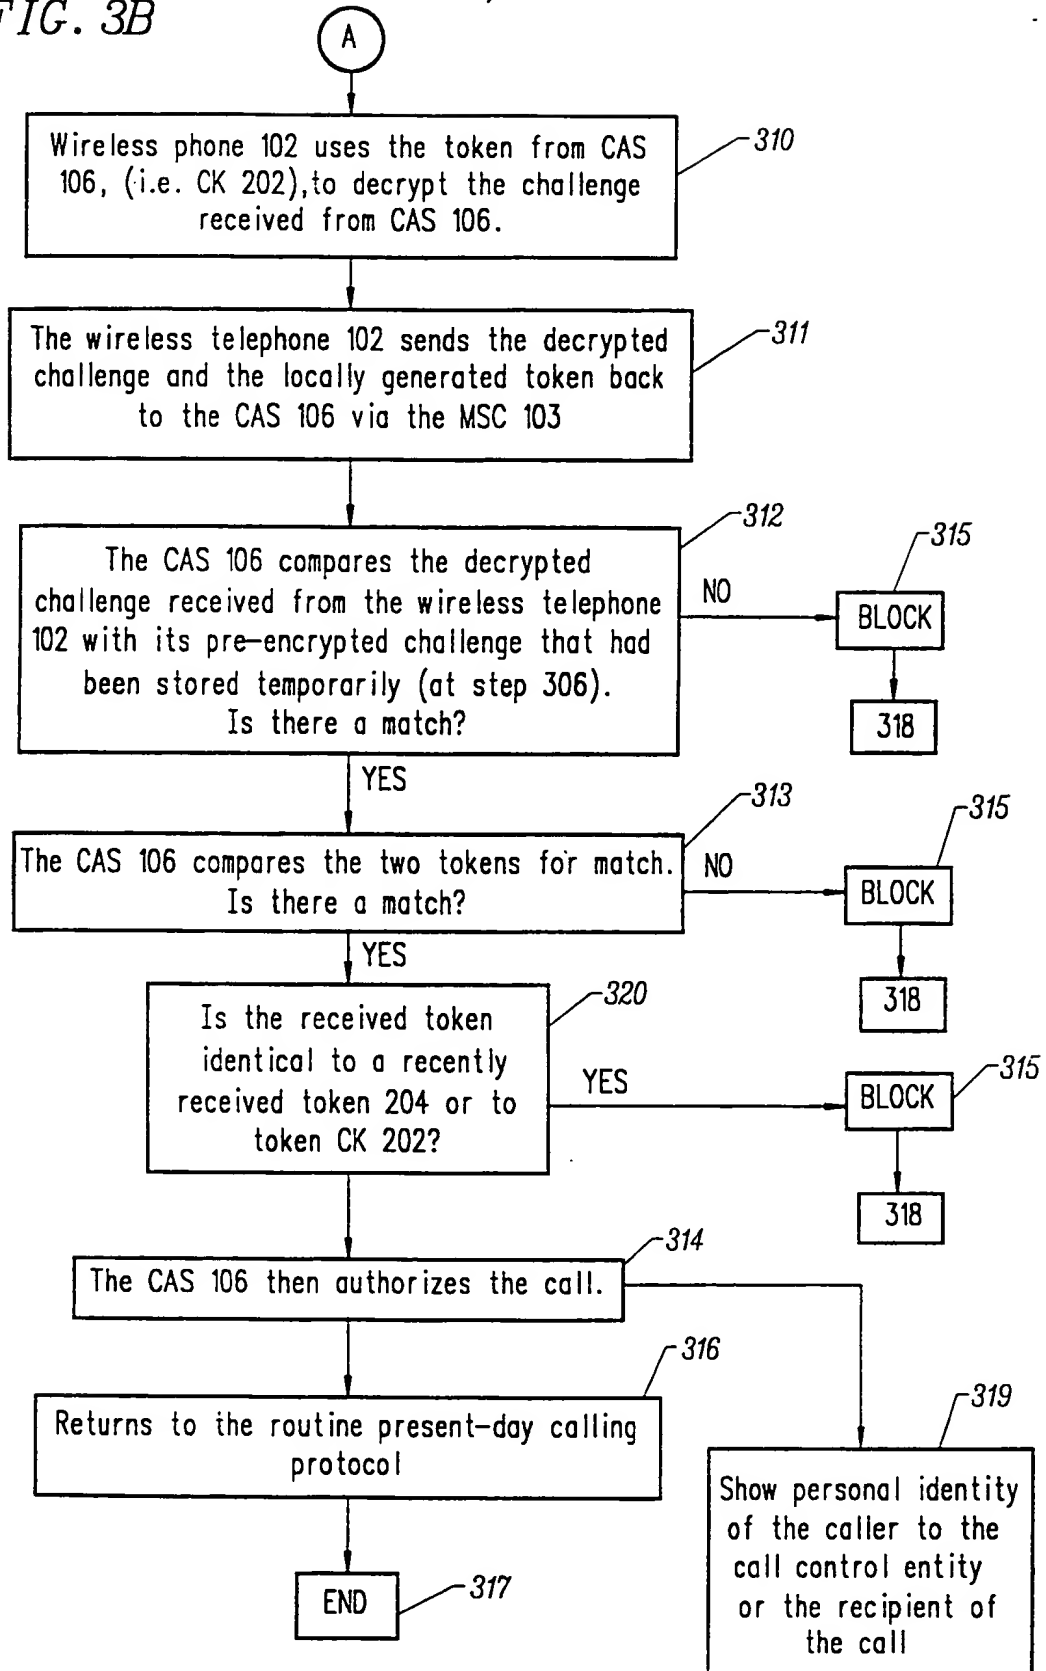 FIG. 3B
A
Wireless phone 102 uses the token from CAS
106, (i.e. CK 202), to decrypt the challenge
received from CAS 106.
310
The wireless telephone 102 sends the decrypted
challenge and the locally generated token back
to the CAS 106 via the MSC 103
311
The CAS 106 compares the decrypted
challenge received from the wireless telephone
102 with its pre-encrypted challenge that had
been stored temporarily (at step 306).
Is there a match?
312
NO
315
BLOCK
318
YES
The CAS 106 compares the two tokens for match.
Is there a match?
313
NO
315
BLOCK
318
YES
Is the received token
identical to a recently
received token 204 or to
token CK 202?
320
YES
315
BLOCK
318
The CAS 106 then authorizes the call.
314
Returns to the routine present-day calling
protocol
316
END
317
319
Show personal identity
of the caller to the
call control entity
or the recipient of
the call